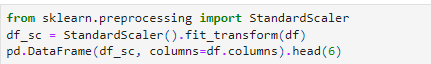 from sklearn.preprocessing import StandardScaler
df_sc = StandardScaler().fit_transform(df)
pd.DataFrame(df_sc, columns=df.columns).head(6)